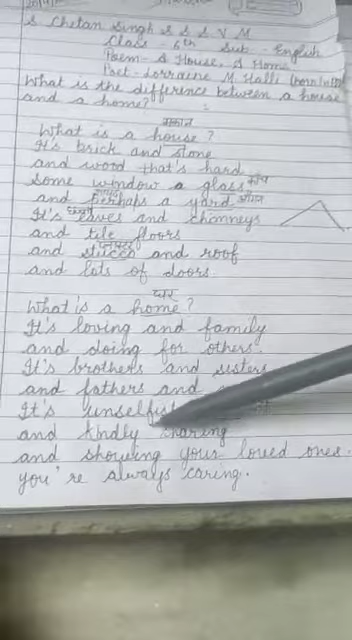 S Chetan Singh S S S V M
Class - 6th Sub - English
Poem - A House, A Home
Poet - Lorraine M. Halli
What is the difference between a house
and a home?
मकान
What is a house?
It's brick and stone
and wood that's hard.
Some window a glass काँच
and perhaps a yard आँगन
It's eaves and chimneys
and tile floors
प्लास्टर
and stucco and roof
and lots of doors.
घर
What is a home?
It's loving and family
and doing for others.
It's brothers and sisters
and fathers and
It's
and kindly sharing
and showing your loved ones.
you're always caring.